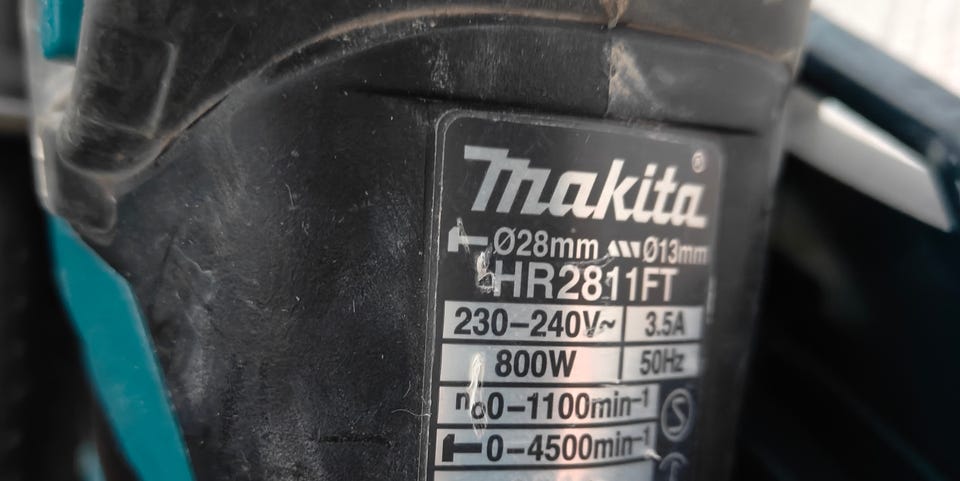 makita®
Ø28mm Ø13mm
HR2811FT
230-240V~ 3.5A
800W 50Hz
n₀0-1100min⁻¹
0-4500min⁻¹